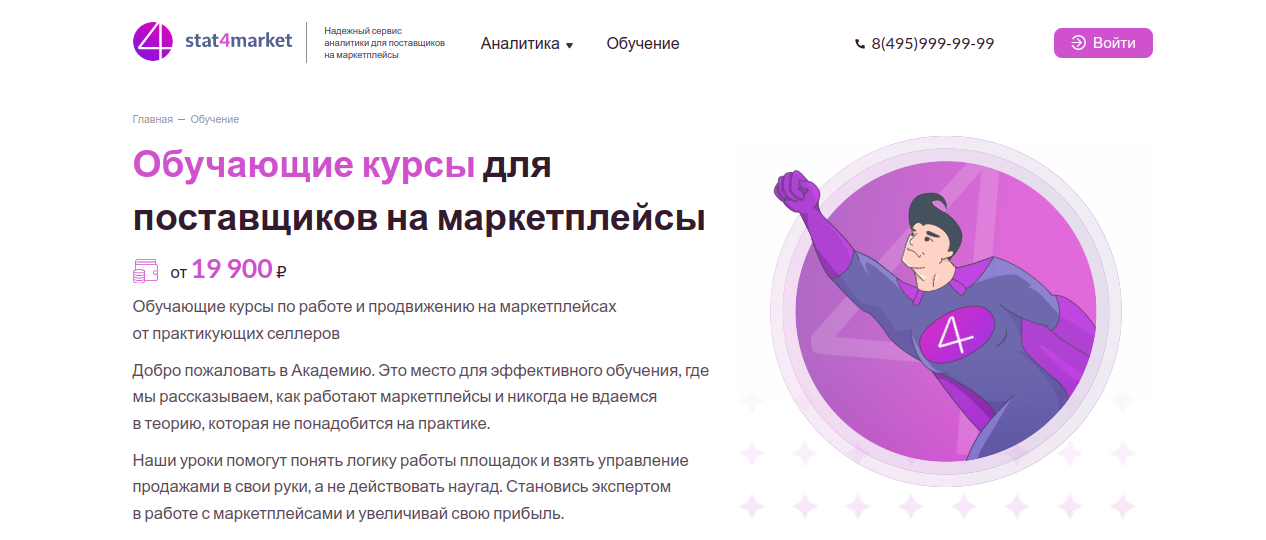 stat4market
Надежный сервис
аналитики для поставщиков
на маркетплейсы
Аналитика
Обучение
8(495)999-99-99
Войти
Главная — Обучение
Обучающие курсы для
поставщиков на маркетплейсы
от 19 900 ₽
Обучающие курсы по работе и продвижению на маркетплейсах
от практикующих селлеров
Добро пожаловать в Академию. Это место для эффективного обучения, где
мы рассказываем, как работают маркетплейсы и никогда не вдаемся
в теорию, которая не понадобится на практике.
Наши уроки помогут понять логику работы площадок и взять управление
продажами в свои руки, а не действовать наугад. Становись экспертом
в работе с маркетплейсами и увеличивай свою прибыль.
4